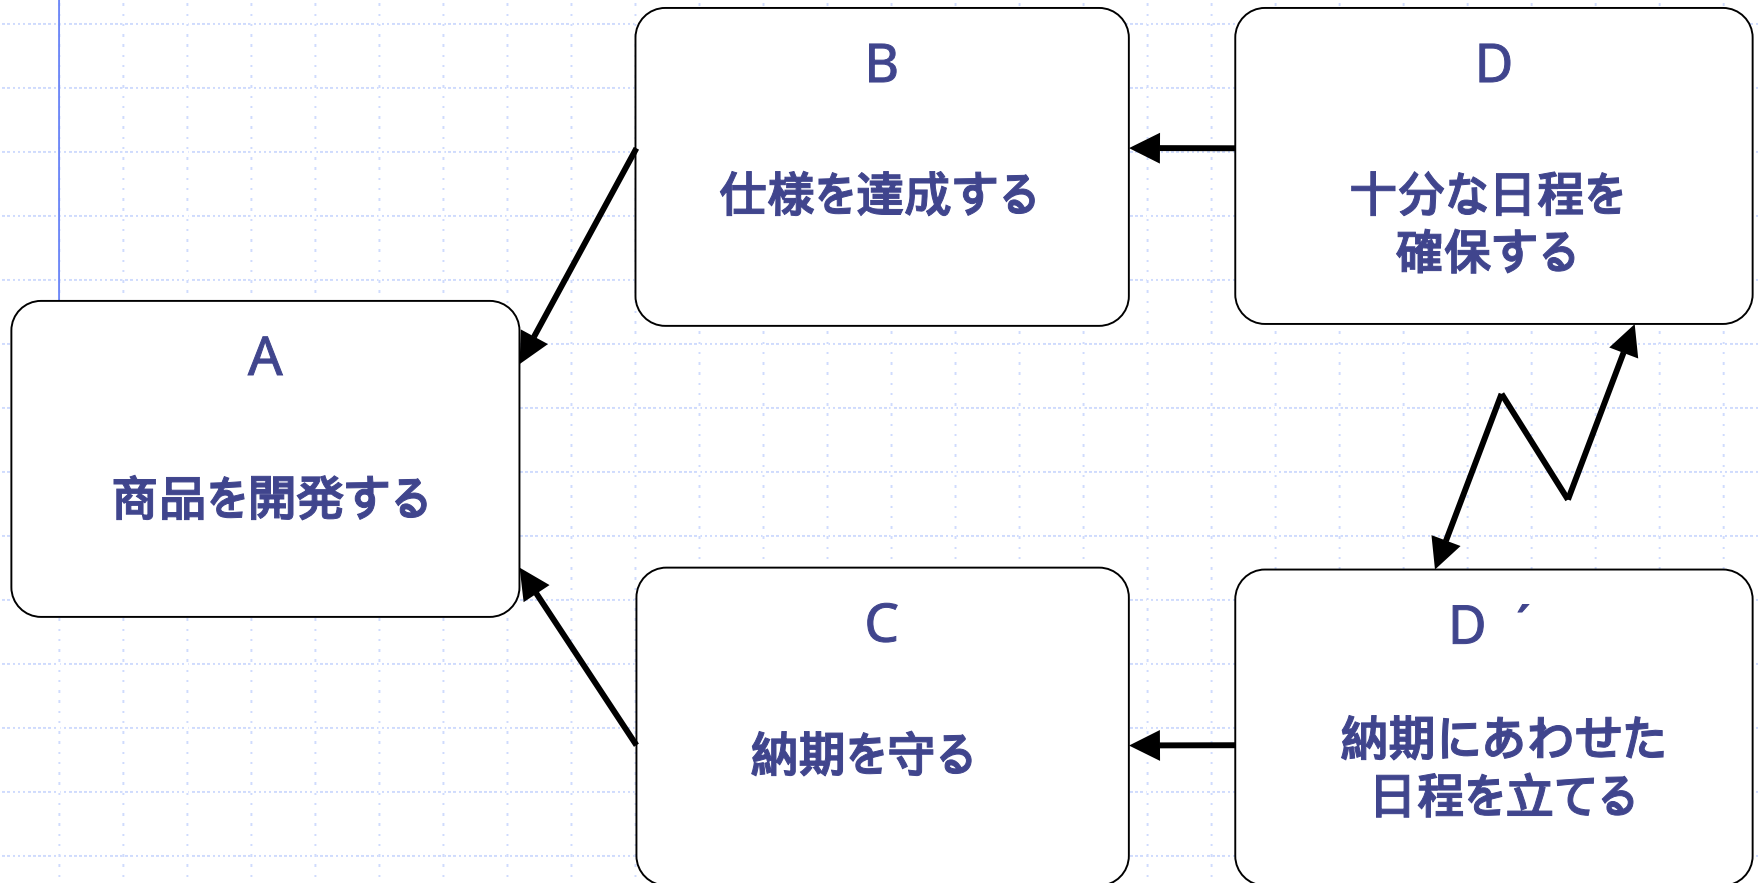 B
仕様を達成する
D
十分な日程を
確保する
A
商品を開発する
C
納期を守る
D ´
納期にあわせた
日程を立てる